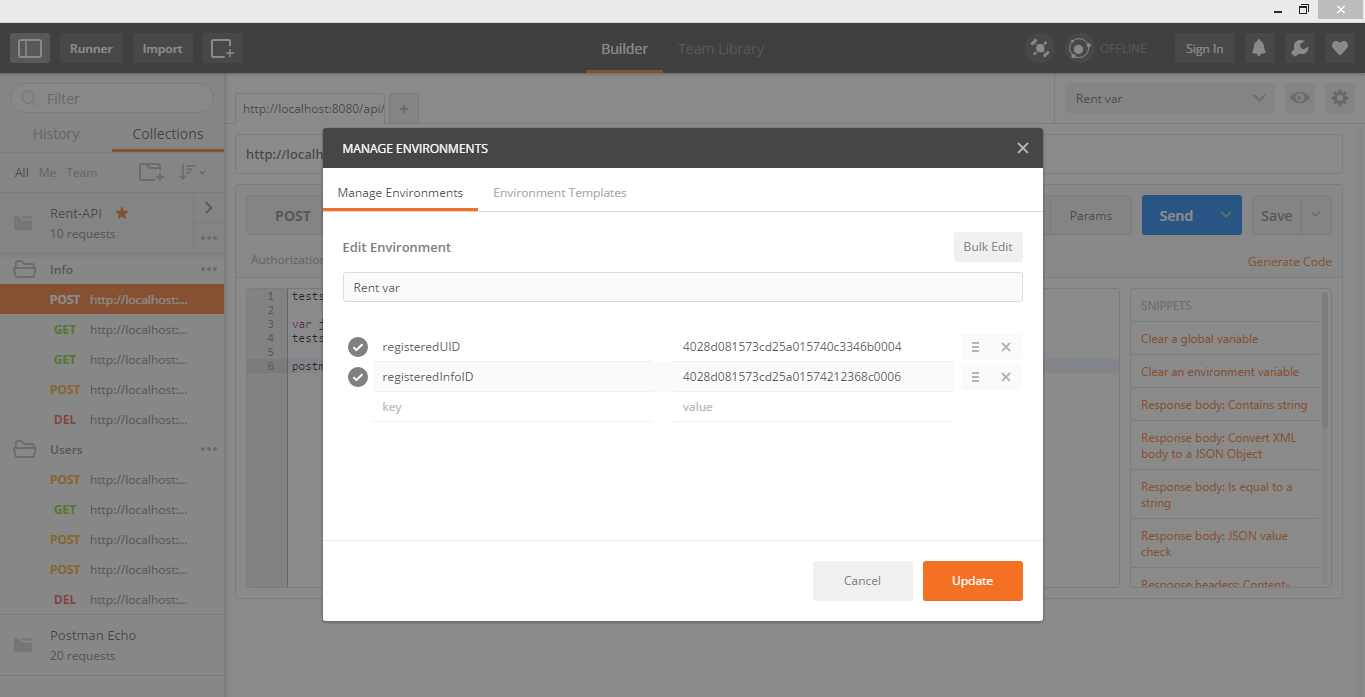 Runner
Import
Builder
Team Library
OFFLINE
Sign In
Filter
History
Collections
All Me Team
Rent-API
10 requests
Info
POST http://localhost:...
GET http://localhost:...
GET http://localhost:...
POST http://localhost:...
DEL http://localhost:...
Users
POST http://localhost:...
GET http://localhost:...
POST http://localhost:...
POST http://localhost:...
DEL http://localhost:...
Postman Echo
20 requests
http://localhost:8080/api/
+
Rent var
http://localh
POST
Params
Send
Save
Authorization
Generate Code
1 tests
2
3 var
4 tests
5
6 postm
SNIPPETS
Clear a global variable
Clear an environment variable
Response body: Contains string
Response body: Convert XML
body to a JSON Object
Response body: Is equal to a
string
Response body: JSON value
check
Response headers: Content-
MANAGE ENVIRONMENTS
Manage Environments
Environment Templates
Edit Environment
Bulk Edit
Rent var
registeredUID 4028d081573cd25a015740c3346b0004
registeredInfoID 4028d081573cd25a01574212368c0006
key value
Cancel
Update